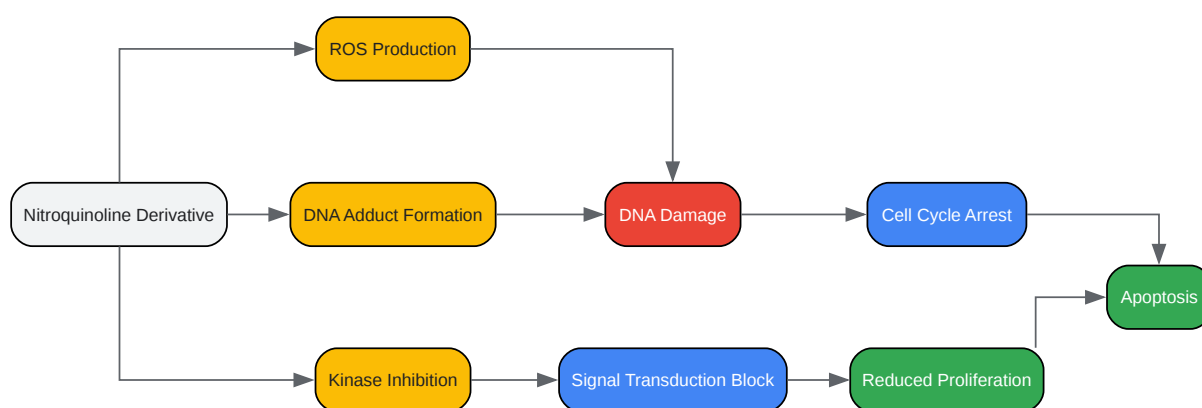 ROS Production
Nitroquinoline Derivative
DNA Adduct Formation
DNA Damage
Cell Cycle Arrest
Apoptosis
Kinase Inhibition
Signal Transduction Block
Reduced Proliferation